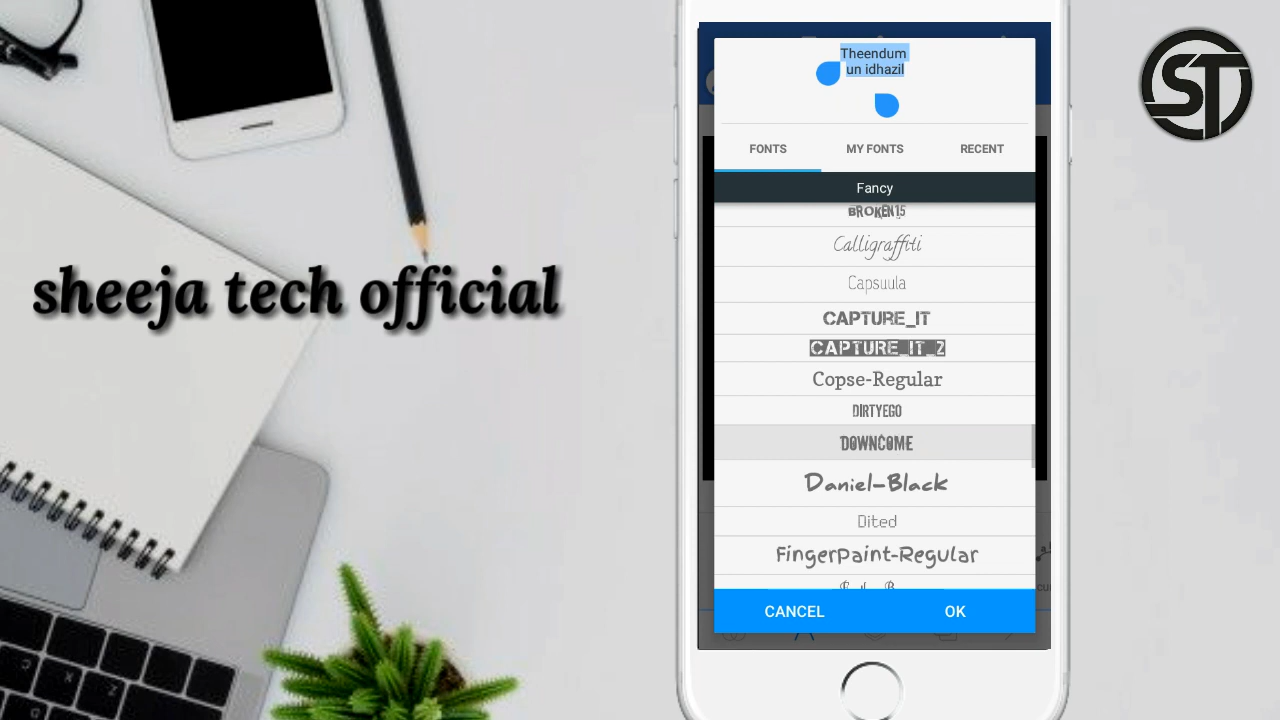 sheeja tech official
ST
Theendum
un idhazil
FONTS
MY FONTS
RECENT
Fancy
BROKEN15
Calligraffiti
Capsuula
CAPTURE_IT
CAPTURE_IT_2
Copse-Regular
DIRTYEGO
DOWNCOME
Daniel-Black
Dited
FingerPaint-Regular
CANCEL
OK